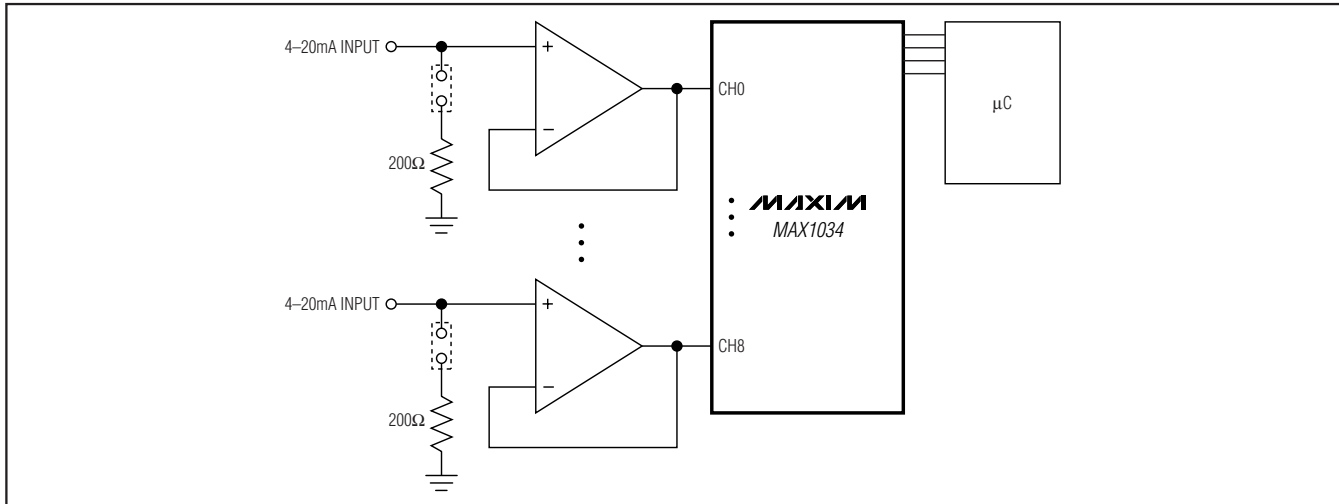 4–20mA INPUT
+
−
200Ω
CH0
µC
MAXIM
MAX1034
4–20mA INPUT
+
−
200Ω
CH8